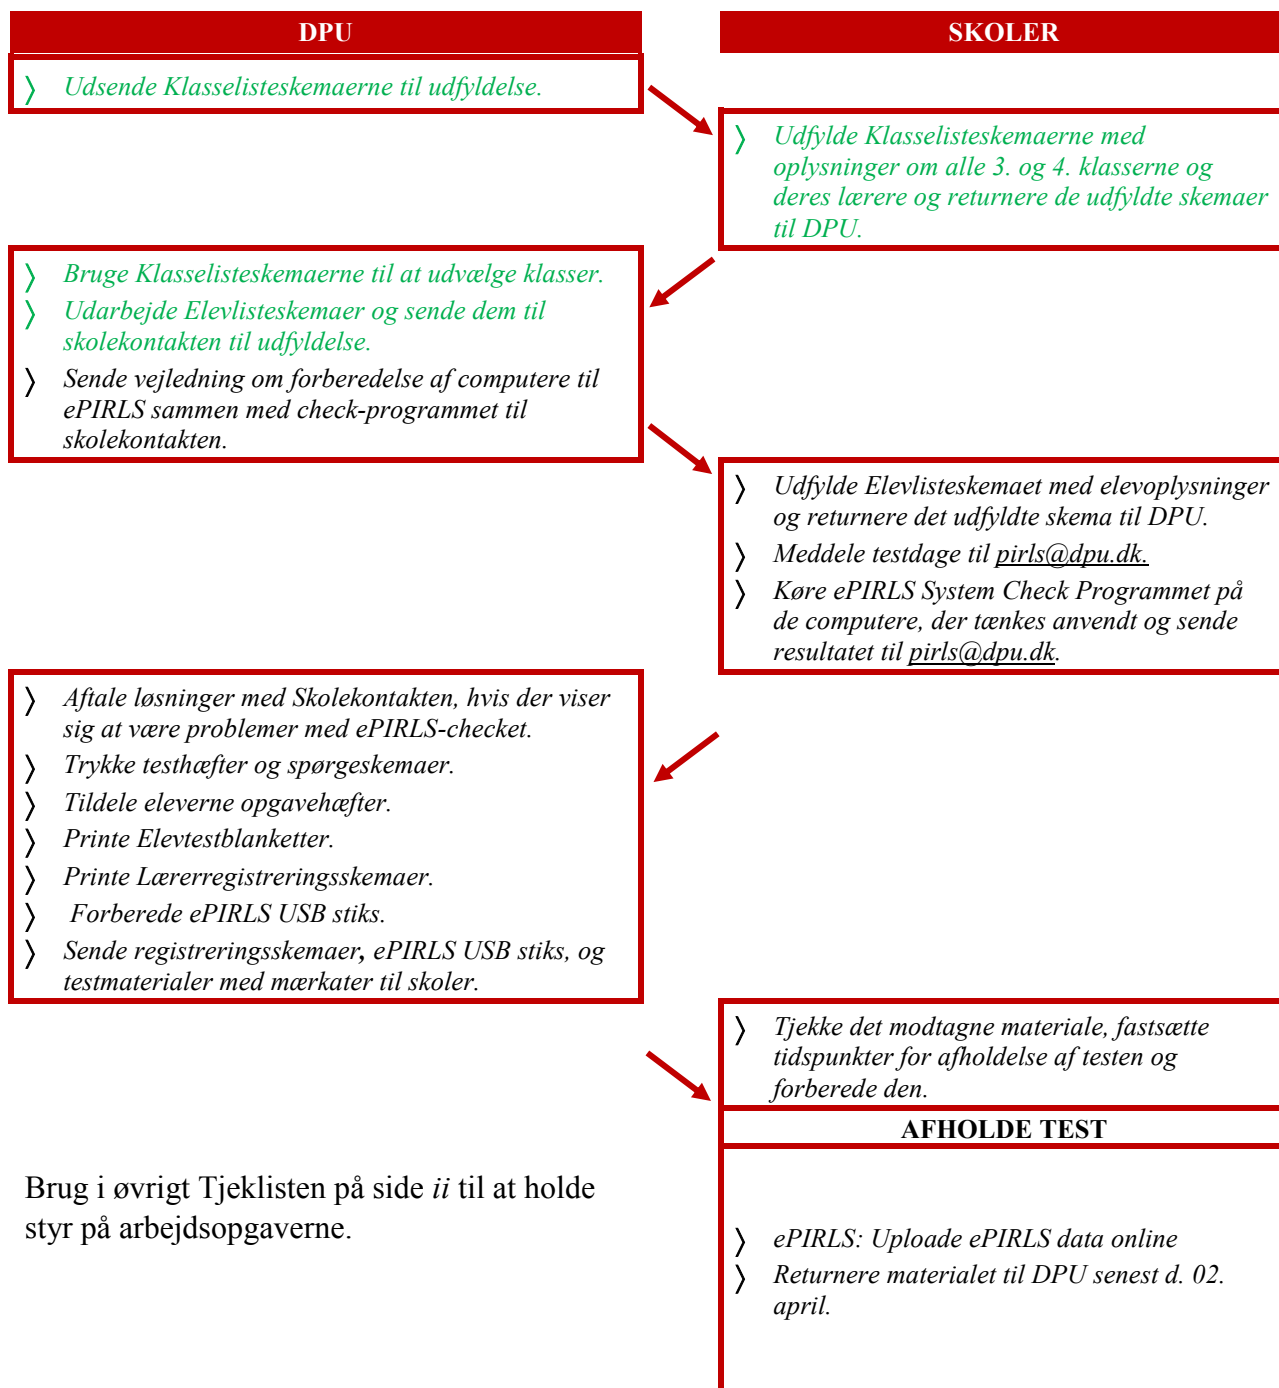 DPU
SKOLER
⟩ Udsende Klasselisteskemaerne til udfyldelse.
⟩ Udfylde Klasselisteskemaerne med
oplysninger om alle 3. og 4. klasserne og
deres lærere og returnere de udfyldte skemaer
til DPU.
⟩ Bruge Klasselisteskemaerne til at udvælge klasser.
⟩ Udarbejde Elevlisteskemaer og sende dem til
skolekontakten til udfyldelse.
⟩ Sende vejledning om forberedelse af computere til
ePIRLS sammen med check-programmet til
skolekontakten.
⟩ Udfylde Elevlisteskemaet med elevoplysninger
og returnere det udfyldte skema til DPU.
⟩ Meddele testdage til pirls@dpu.dk.
⟩ Køre ePIRLS System Check Programmet på
de computere, der tænkes anvendt og sende
resultatet til pirls@dpu.dk.
⟩ Aftale løsninger med Skolekontakten, hvis der viser
sig at være problemer med ePIRLS-checket.
⟩ Trykke testhæfter og spørgeskemaer.
⟩ Tildele eleverne opgavehæfter.
⟩ Printe Elevtestblanketter.
⟩ Printe Lærerregistreringsskemaer.
⟩ Forberede ePIRLS USB stiks.
⟩ Sende registreringsskemaer, ePIRLS USB stiks, og
testmaterialer med mærkater til skoler.
⟩ Tjekke det modtagne materiale, fastsætte
tidspunkter for afholdelse af testen og
forberede den.
AFHOLDE TEST
Brug i øvrigt Tjeklisten på side ii til at holde
styr på arbejdsopgaverne.
⟩ ePIRLS: Uploade ePIRLS data online
⟩ Returnere materialet til DPU senest d. 02.
april.